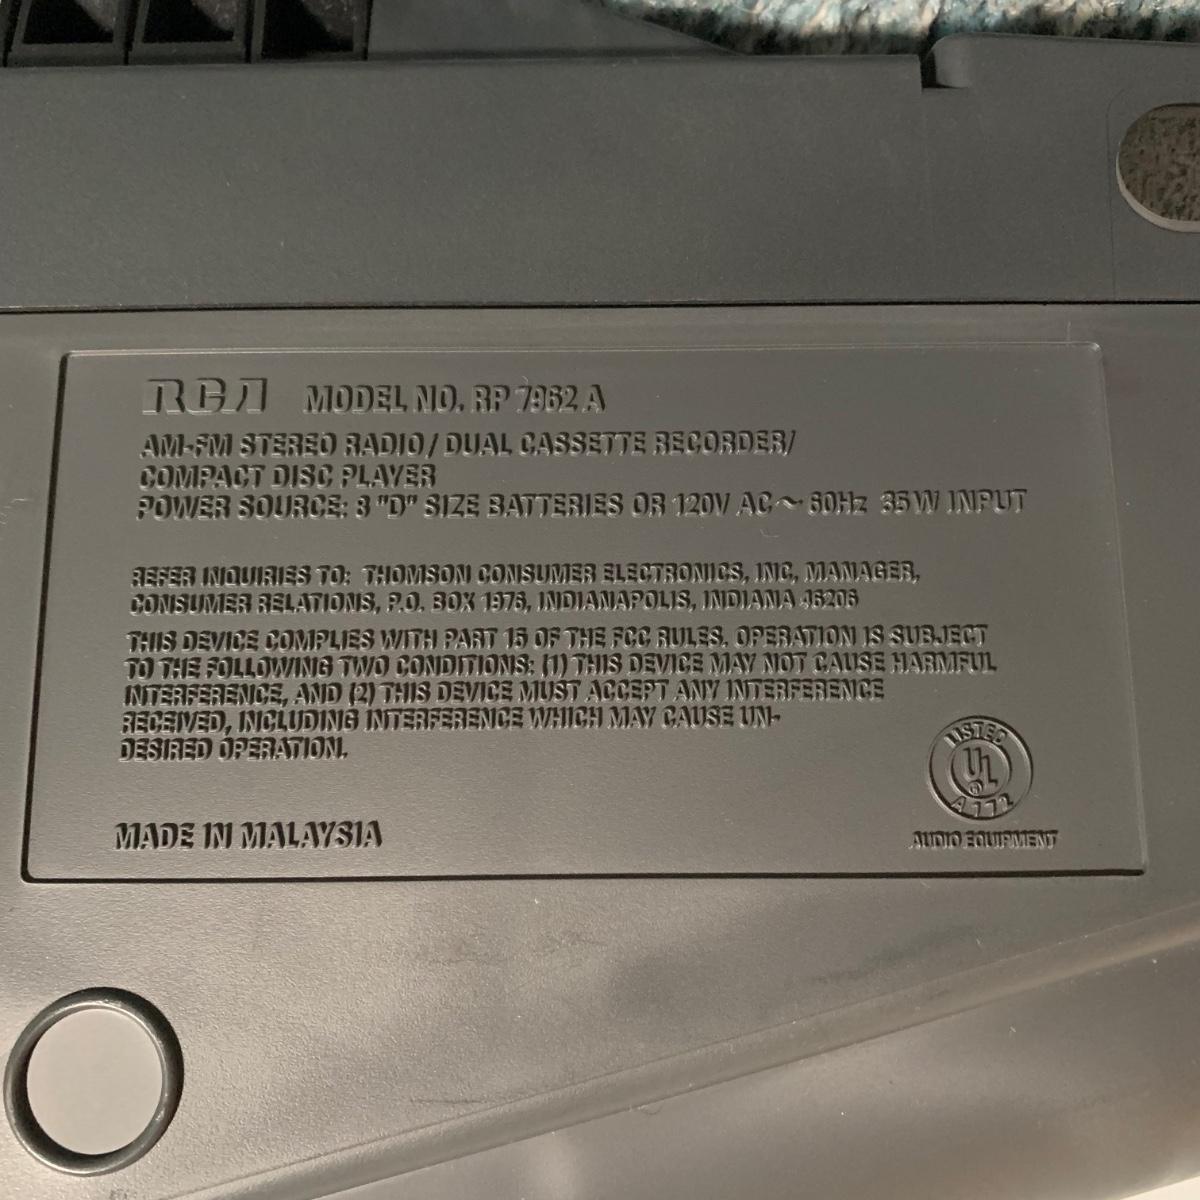 RCA MODEL NO. RP 7962 A
AM-FM STEREO RADIO/ DUAL CASSETTE RECORDER/
COMPACT DISC PLAYER
POWER SOURCE: 8 "D" SIZE BATTERIES OR 120V AC ~ 60Hz 35W INPUT
REFER INQUIRIES TO: THOMSON CONSUMER ELECTRONICS, INC, MANAGER,
CONSUMER RELATIONS, P.O. BOX 1976, INDIANAPOLIS, INDIANA 46206
THIS DEVICE COMPLIES WITH PART 15 OF THE FCC RULES. OPERATION IS SUBJECT
TO THE FOLLOWING TWO CONDITIONS: (1) THIS DEVICE MAY NOT CAUSE HARMFUL
INTERFERENCE, AND (2) THIS DEVICE MUST ACCEPT ANY INTERFERENCE
RECEIVED, INCLUDING INTERFERENCE WHICH MAY CAUSE UN-
DESIRED OPERATION.
LISTED
UL ®
A772
MADE IN MALAYSIA
AUDIO EQUIPMENT